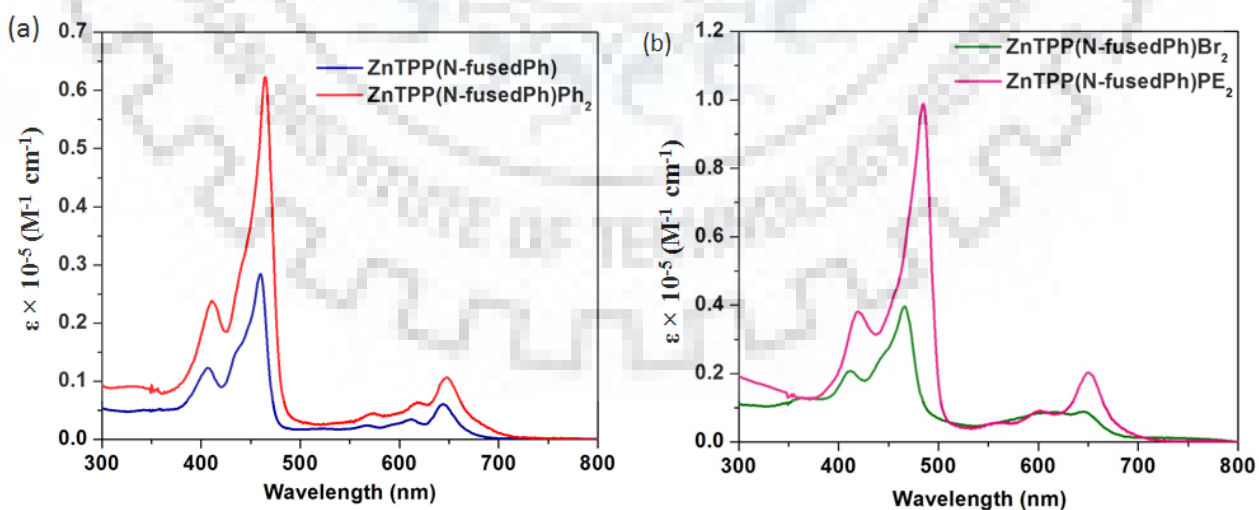 (a)
0.7
0.6
0.5
0.4
0.3
0.2
0.1
0.0
ε × 10⁻⁵ (M⁻¹ cm⁻¹)
ZnTPP(N-fusedPh)
ZnTPP(N-fusedPh)Ph₂
300 400 500 600 700 800
Wavelength (nm)
(b)
1.2
1.0
0.8
0.6
0.4
0.2
0.0
ε × 10⁻⁵ (M⁻¹ cm⁻¹)
ZnTPP(N-fusedPh)Br₂
ZnTPP(N-fusedPh)PE₂
300 400 500 600 700 800
Wavelength (nm)
OF TE